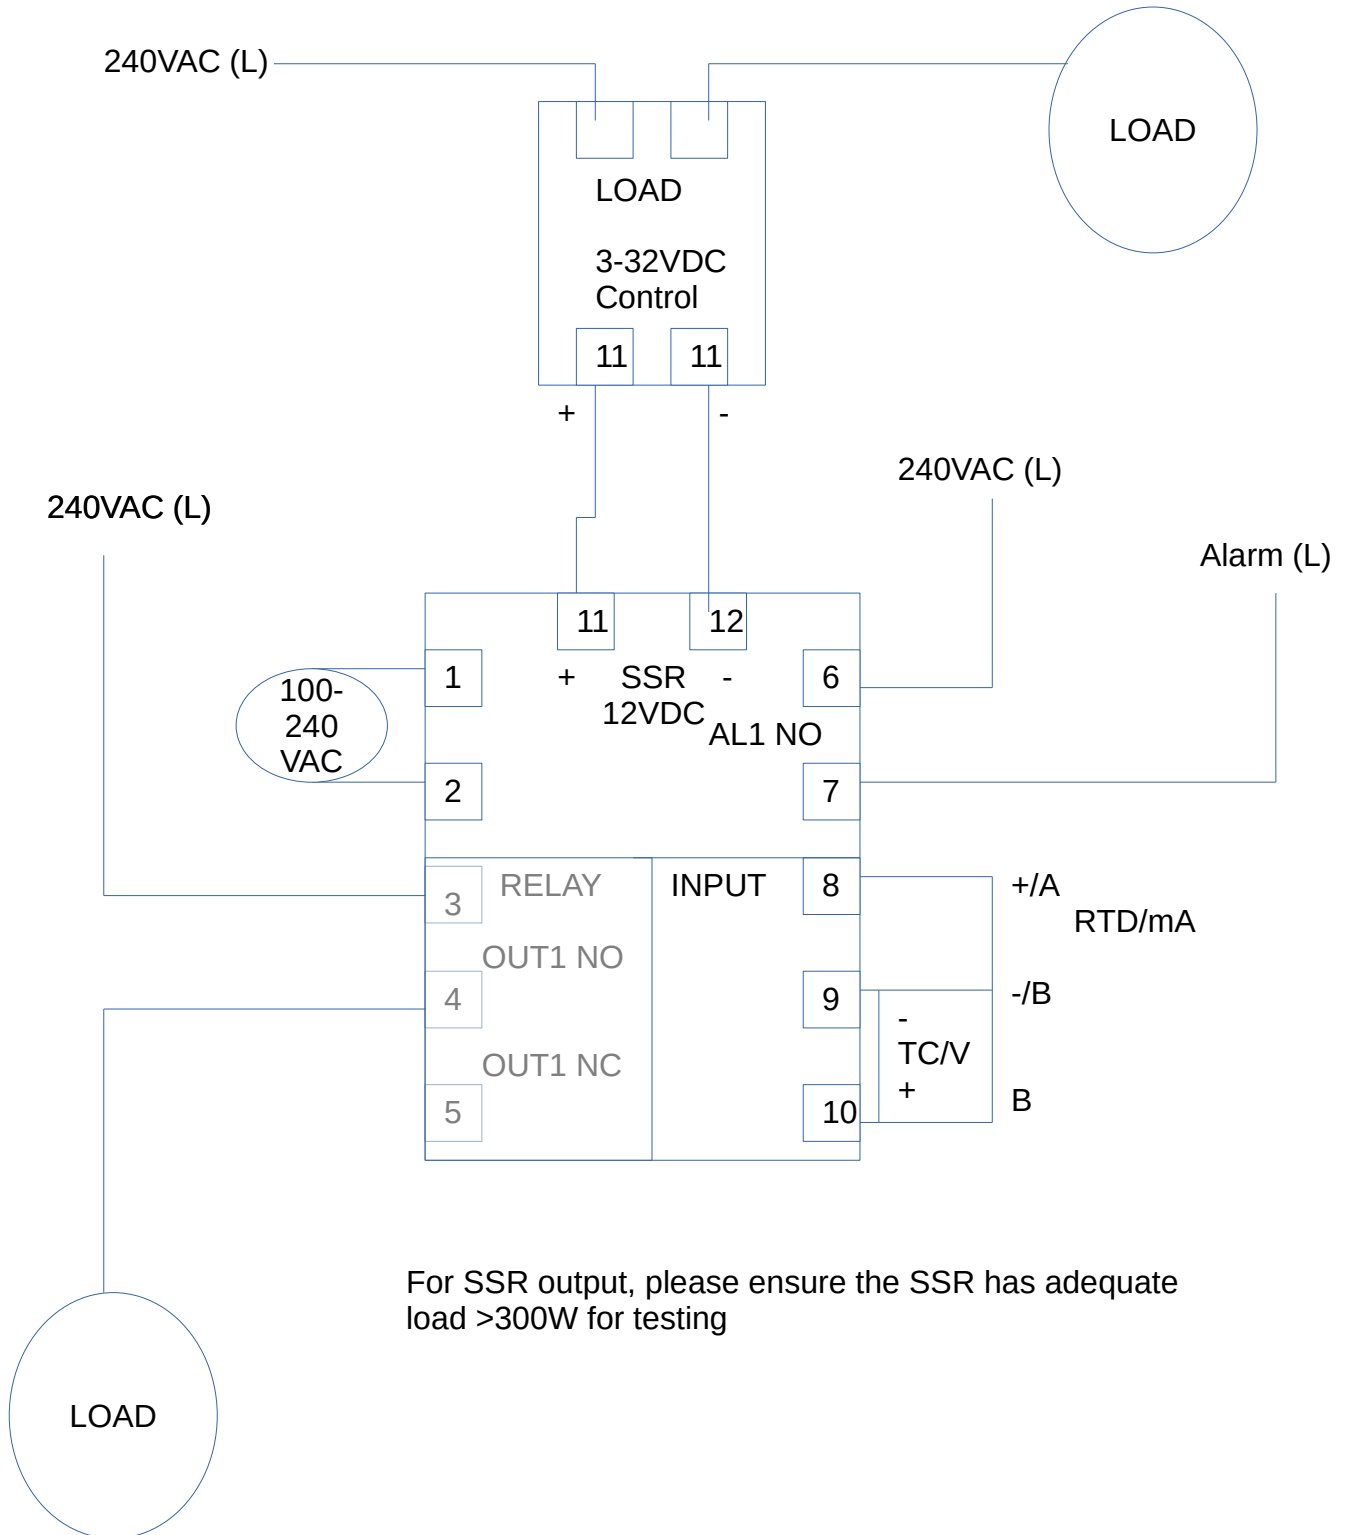 240VAC (L)
LOAD
LOAD
3-32VDC
Control
11
11
+
-
240VAC (L)
240VAC (L)
Alarm (L)
11
12
1
+
SSR
-
6
12VDC
100-
240
VAC
AL1 NO
2
7
3
RELAY
INPUT
8
+/A
RTD/mA
OUT1 NO
4
9
-/B
-
TC/V
+
OUT1 NC
5
10
B
For SSR output, please ensure the SSR has adequate
load >300W for testing
LOAD